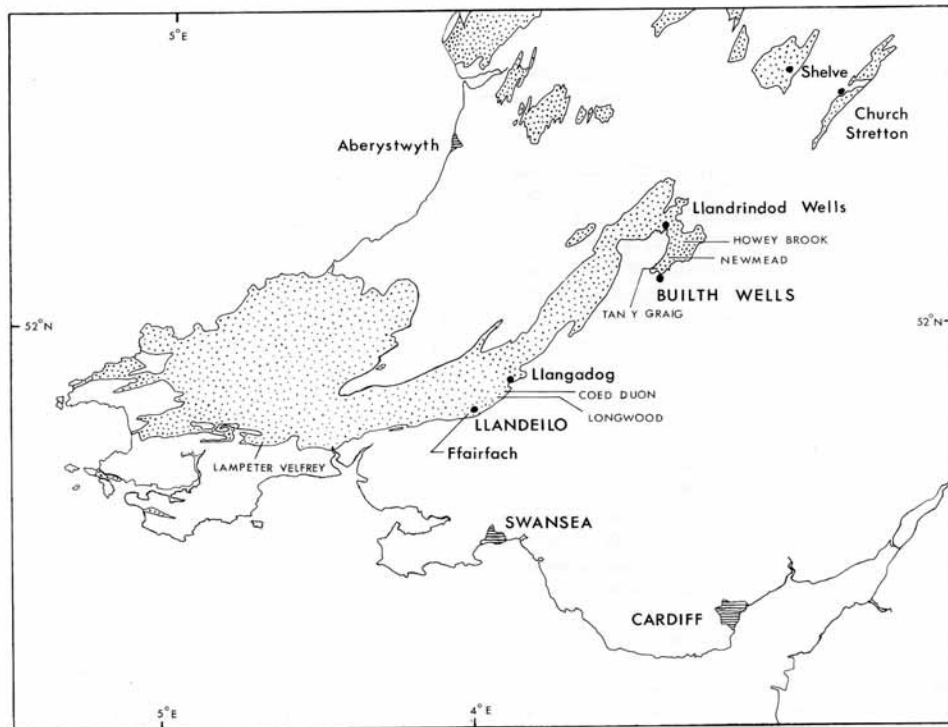 5°E
4°E
Shelve
Church
Stretton
Aberystwyth
Llandrindod Wells
HOWEY BROOK
NEWMEAD
BUILTH WELLS
TAN Y GRAIG
52°N
52°N
Llangadog
COED DUON
LONGWOOD
LLANDEILO
Ffairfach
LAMPETER VELFREY
SWANSEA
CARDIFF
5°E
4°E